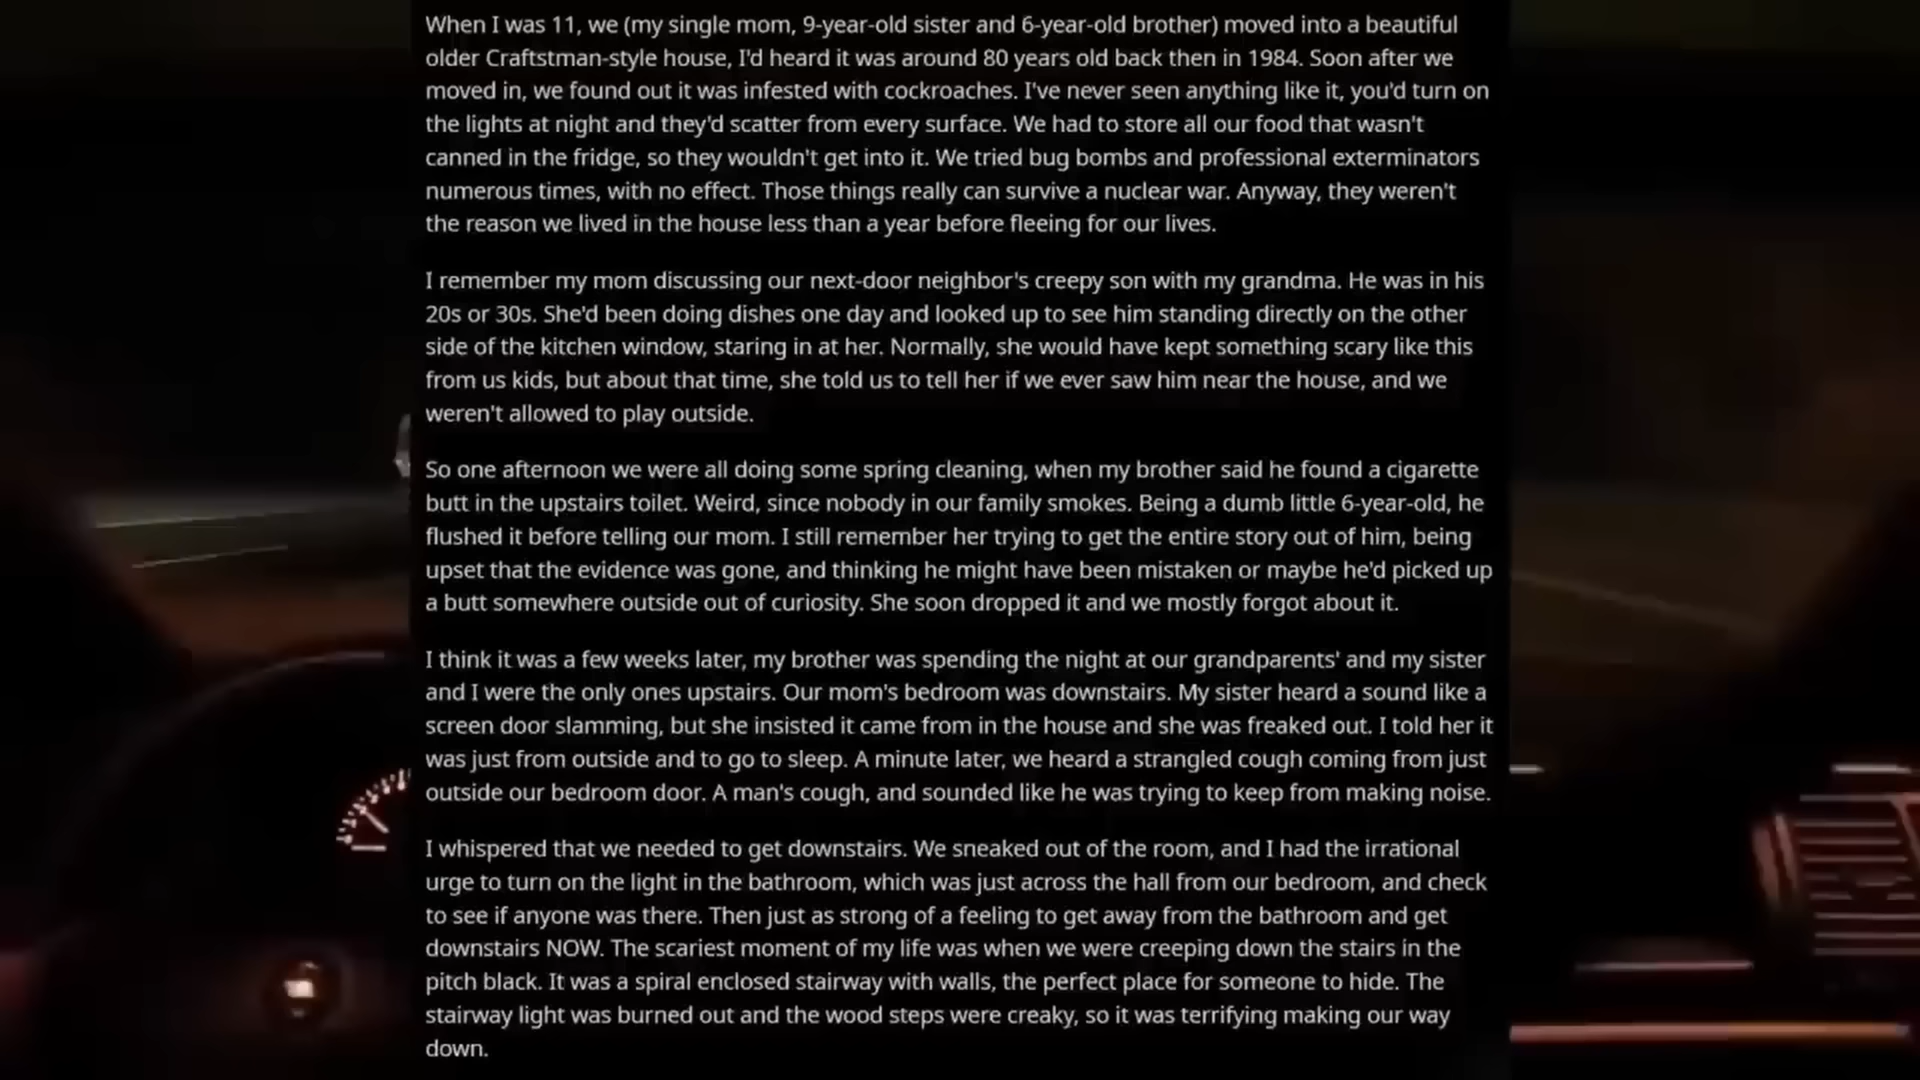 When I was 11, we (my single mom, 9-year-old sister and 6-year-old brother) moved into a beautiful
older Craftstman-style house, I'd heard it was around 80 years old back then in 1984. Soon after we
moved in, we found out it was infested with cockroaches. I've never seen anything like it, you'd turn on
the lights at night and they'd scatter from every surface. We had to store all our food that wasn't
canned in the fridge, so they wouldn't get into it. We tried bug bombs and professional exterminators
numerous times, with no effect. Those things really can survive a nuclear war. Anyway, they weren't
the reason we lived in the house less than a year before fleeing for our lives.
I remember my mom discussing our next-door neighbor's creepy son with my grandma. He was in his
20s or 30s. She'd been doing dishes one day and looked up to see him standing directly on the other
side of the kitchen window, staring in at her. Normally, she would have kept something scary like this
from us kids, but about that time, she told us to tell her if we ever saw him near the house, and we
weren't allowed to play outside.
So one afternoon we were all doing some spring cleaning, when my brother said he found a cigarette
butt in the upstairs toilet. Weird, since nobody in our family smokes. Being a dumb little 6-year-old, he
flushed it before telling our mom. I still remember her trying to get the entire story out of him, being
upset that the evidence was gone, and thinking he might have been mistaken or maybe he'd picked up
a butt somewhere outside out of curiosity. She soon dropped it and we mostly forgot about it.
I think it was a few weeks later, my brother was spending the night at our grandparents' and my sister
and I were the only ones upstairs. Our mom's bedroom was downstairs. My sister heard a sound like a
screen door slamming, but she insisted it came from in the house and she was freaked out. I told her it
was just from outside and to go to sleep. A minute later, we heard a strangled cough coming from just
outside our bedroom door. A man's cough, and sounded like he was trying to keep from making noise.
I whispered that we needed to get downstairs. We sneaked out of the room, and I had the irrational
urge to turn on the light in the bathroom, which was just across the hall from our bedroom, and check
to see if anyone was there. Then just as strong of a feeling to get away from the bathroom and get
downstairs NOW. The scariest moment of my life was when we were creeping down the stairs in the
pitch black. It was a spiral enclosed stairway with walls, the perfect place for someone to hide. The
stairway light was burned out and the wood steps were creaky, so it was terrifying making our way
down.